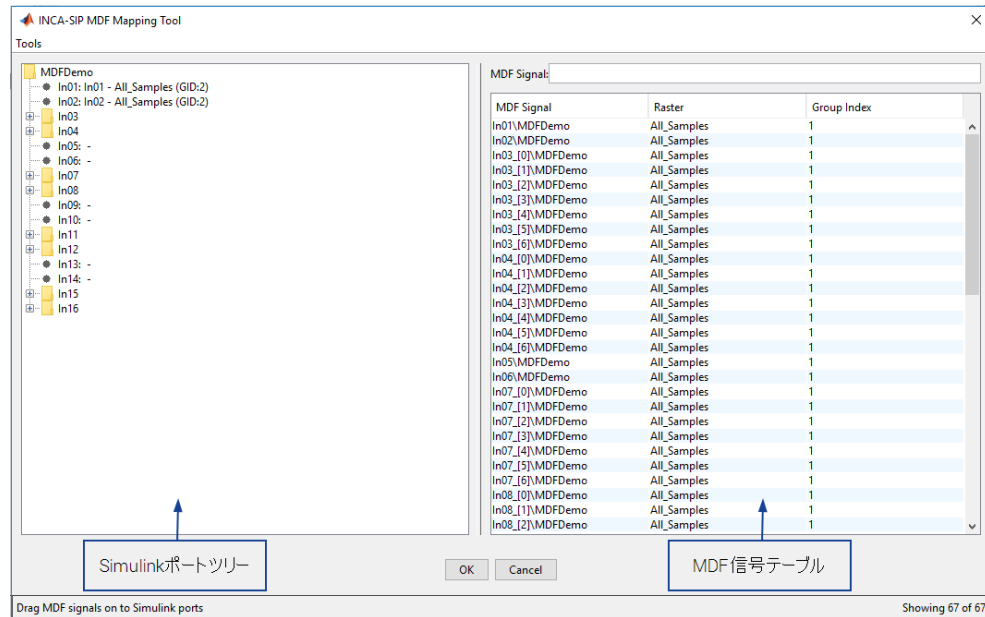 INCA-SIP MDF Mapping Tool
Tools
MDFDemo
In01: In01 - All_Samples (GID:2)
In02: In02 - All_Samples (GID:2)
In03
In04
In05: -
In06: -
In07
In08
In09: -
In10: -
In11
In12
In13: -
In14: -
In15
In16
Simulinkポートツリー
MDF Signal:
MDF Signal Raster Group Index
In01\MDFDemo All_Samples 1
In02\MDFDemo All_Samples 1
In03_[0]\MDFDemo All_Samples 1
In03_[1]\MDFDemo All_Samples 1
In03_[2]\MDFDemo All_Samples 1
In03_[3]\MDFDemo All_Samples 1
In03_[4]\MDFDemo All_Samples 1
In03_[5]\MDFDemo All_Samples 1
In03_[6]\MDFDemo All_Samples 1
In04_[0]\MDFDemo All_Samples 1
In04_[1]\MDFDemo All_Samples 1
In04_[2]\MDFDemo All_Samples 1
In04_[3]\MDFDemo All_Samples 1
In04_[4]\MDFDemo All_Samples 1
In04_[5]\MDFDemo All_Samples 1
In04_[6]\MDFDemo All_Samples 1
In05\MDFDemo All_Samples 1
In06\MDFDemo All_Samples 1
In07_[0]\MDFDemo All_Samples 1
In07_[1]\MDFDemo All_Samples 1
In07_[2]\MDFDemo All_Samples 1
In07_[3]\MDFDemo All_Samples 1
In07_[4]\MDFDemo All_Samples 1
In07_[5]\MDFDemo All_Samples 1
In07_[6]\MDFDemo All_Samples 1
In08_[0]\MDFDemo All_Samples 1
In08_[1]\MDFDemo All_Samples 1
In08_[2]\MDFDemo All_Samples 1
MDF信号テーブル
OK Cancel
Drag MDF signals on to Simulink ports
Showing 67 of 67